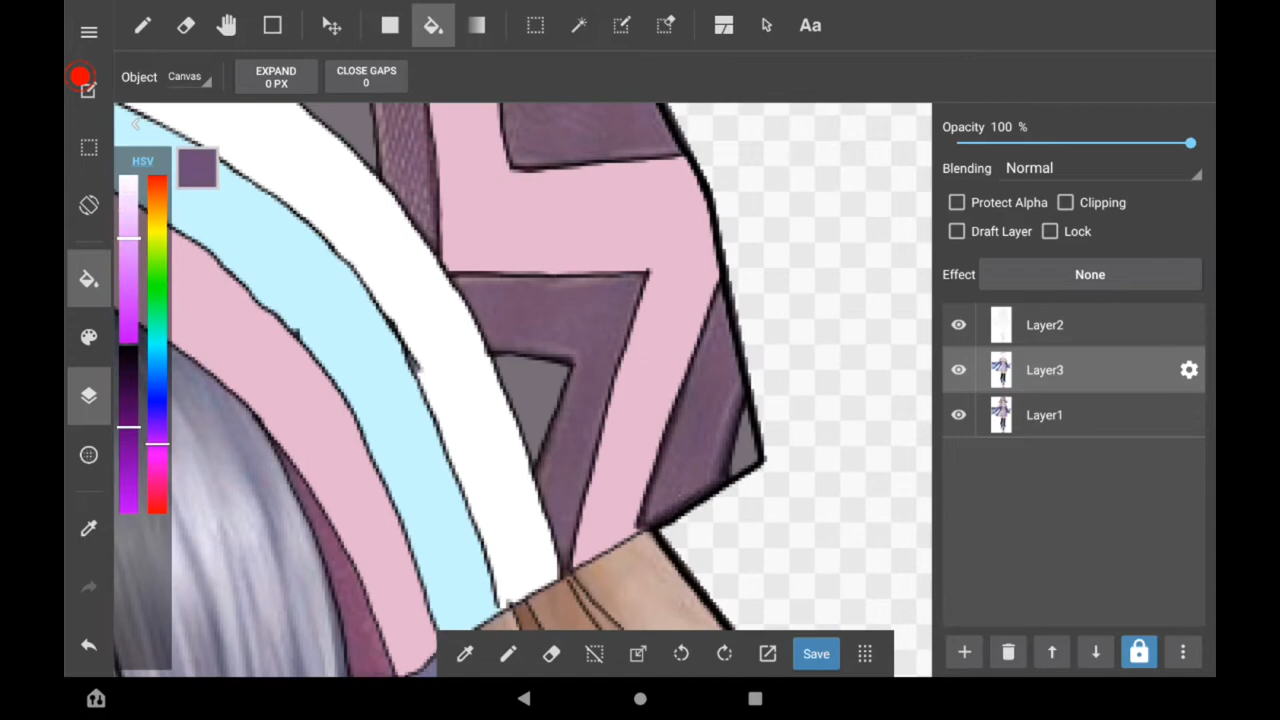 Aa
Object Canvas
EXPAND
0 PX
CLOSE GAPS
0
HSV
Opacity 100 %
Blending Normal
Protect Alpha Clipping
Draft Layer Lock
Effect None
Layer2
Layer3
Layer1
Save